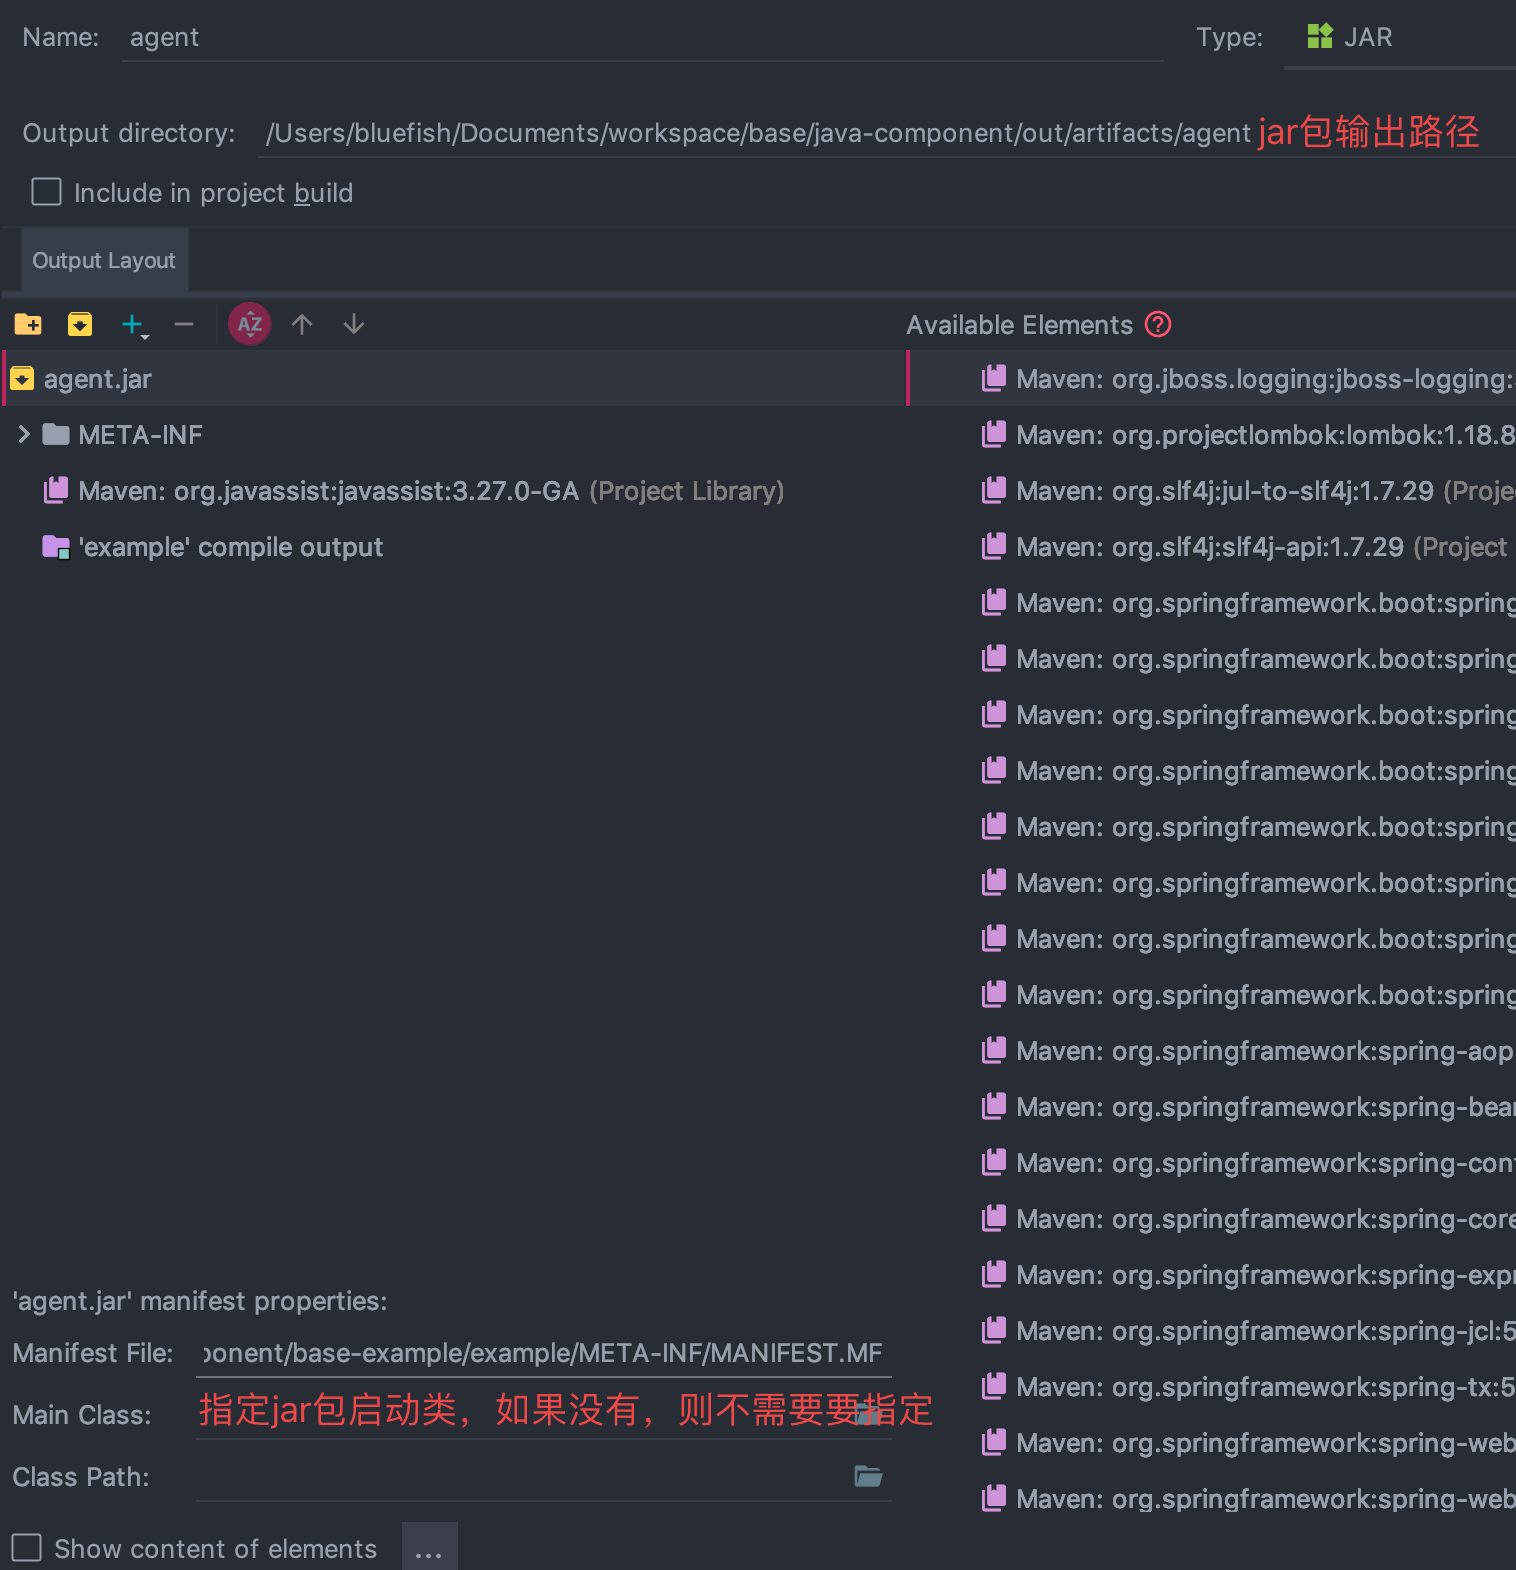 Name: agent Type: JAR
Output directory: /Users/bluefish/Documents/workspace/base/java-component/out/artifacts/agent jar包输出路径
Include in project build
Output Layout
AZ Available Elements ?
agent.jar
META-INF
Maven: org.javassist:javassist:3.27.0-GA (Project Library)
'example' compile output
Maven: org.jboss.logging:jboss-logging:
Maven: org.projectlombok:lombok:1.18.8
Maven: org.slf4j:jul-to-slf4j:1.7.29 (Proje
Maven: org.slf4j:slf4j-api:1.7.29 (Project
Maven: org.springframework.boot:spring
Maven: org.springframework.boot:spring
Maven: org.springframework.boot:spring
Maven: org.springframework.boot:spring
Maven: org.springframework.boot:spring
Maven: org.springframework.boot:spring
Maven: org.springframework.boot:spring
Maven: org.springframework.boot:spring
Maven: org.springframework:spring-aop
Maven: org.springframework:spring-bea
Maven: org.springframework:spring-con
Maven: org.springframework:spring-core
Maven: org.springframework:spring-exp
Maven: org.springframework:spring-jcl:5
Maven: org.springframework:spring-tx:5
Maven: org.springframework:spring-web
Maven: org.springframework:spring-web
'agent.jar' manifest properties:
Manifest File: ponent/base-example/example/META-INF/MANIFEST.MF
Main Class: 指定jar包启动类，如果没有，则不需要要指定
Class Path:
Show content of elements ...